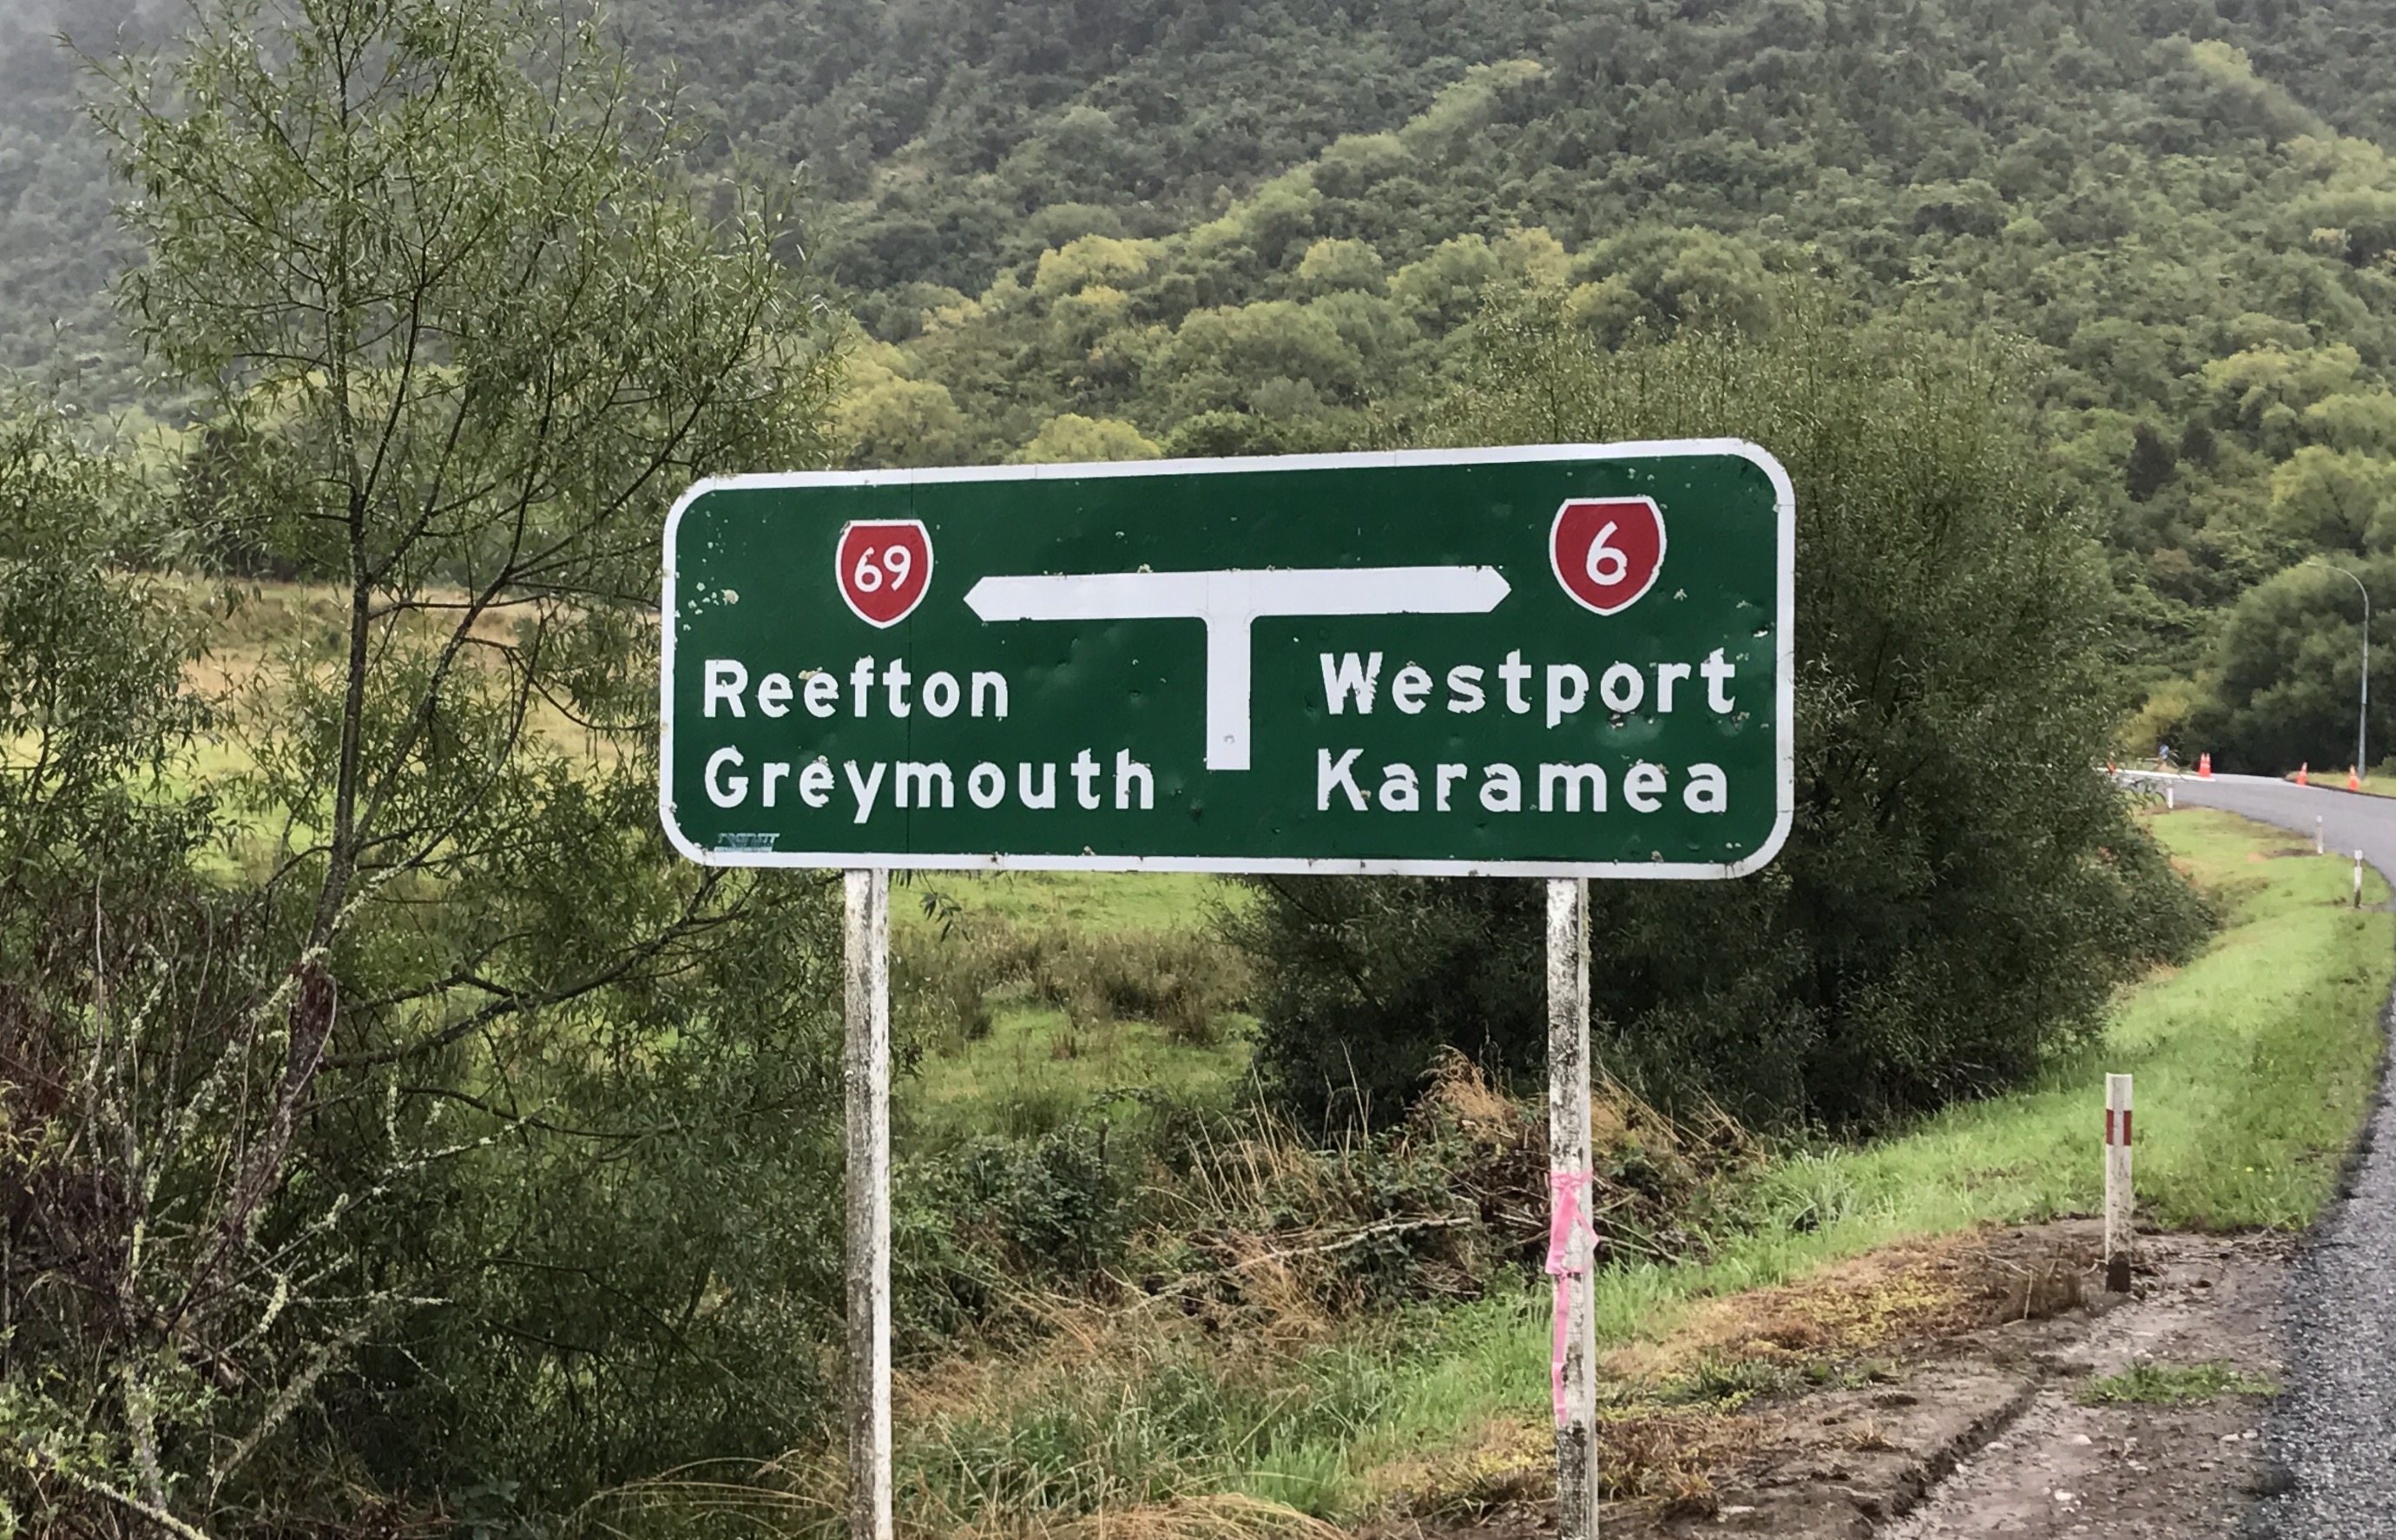 69
6
Reefton
Westport
Greymouth
Karamea